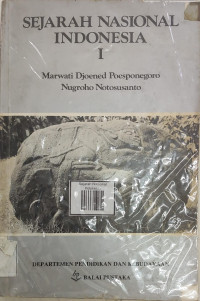 SEJARAH NASIONAL
INDONESIA
I
Marwati Djoened Poesponegoro
Nugroho Notosusanto
DEPARTEMEN PENDIDIKAN DAN KEBUDAYAAN
BALAI PUSTAKA